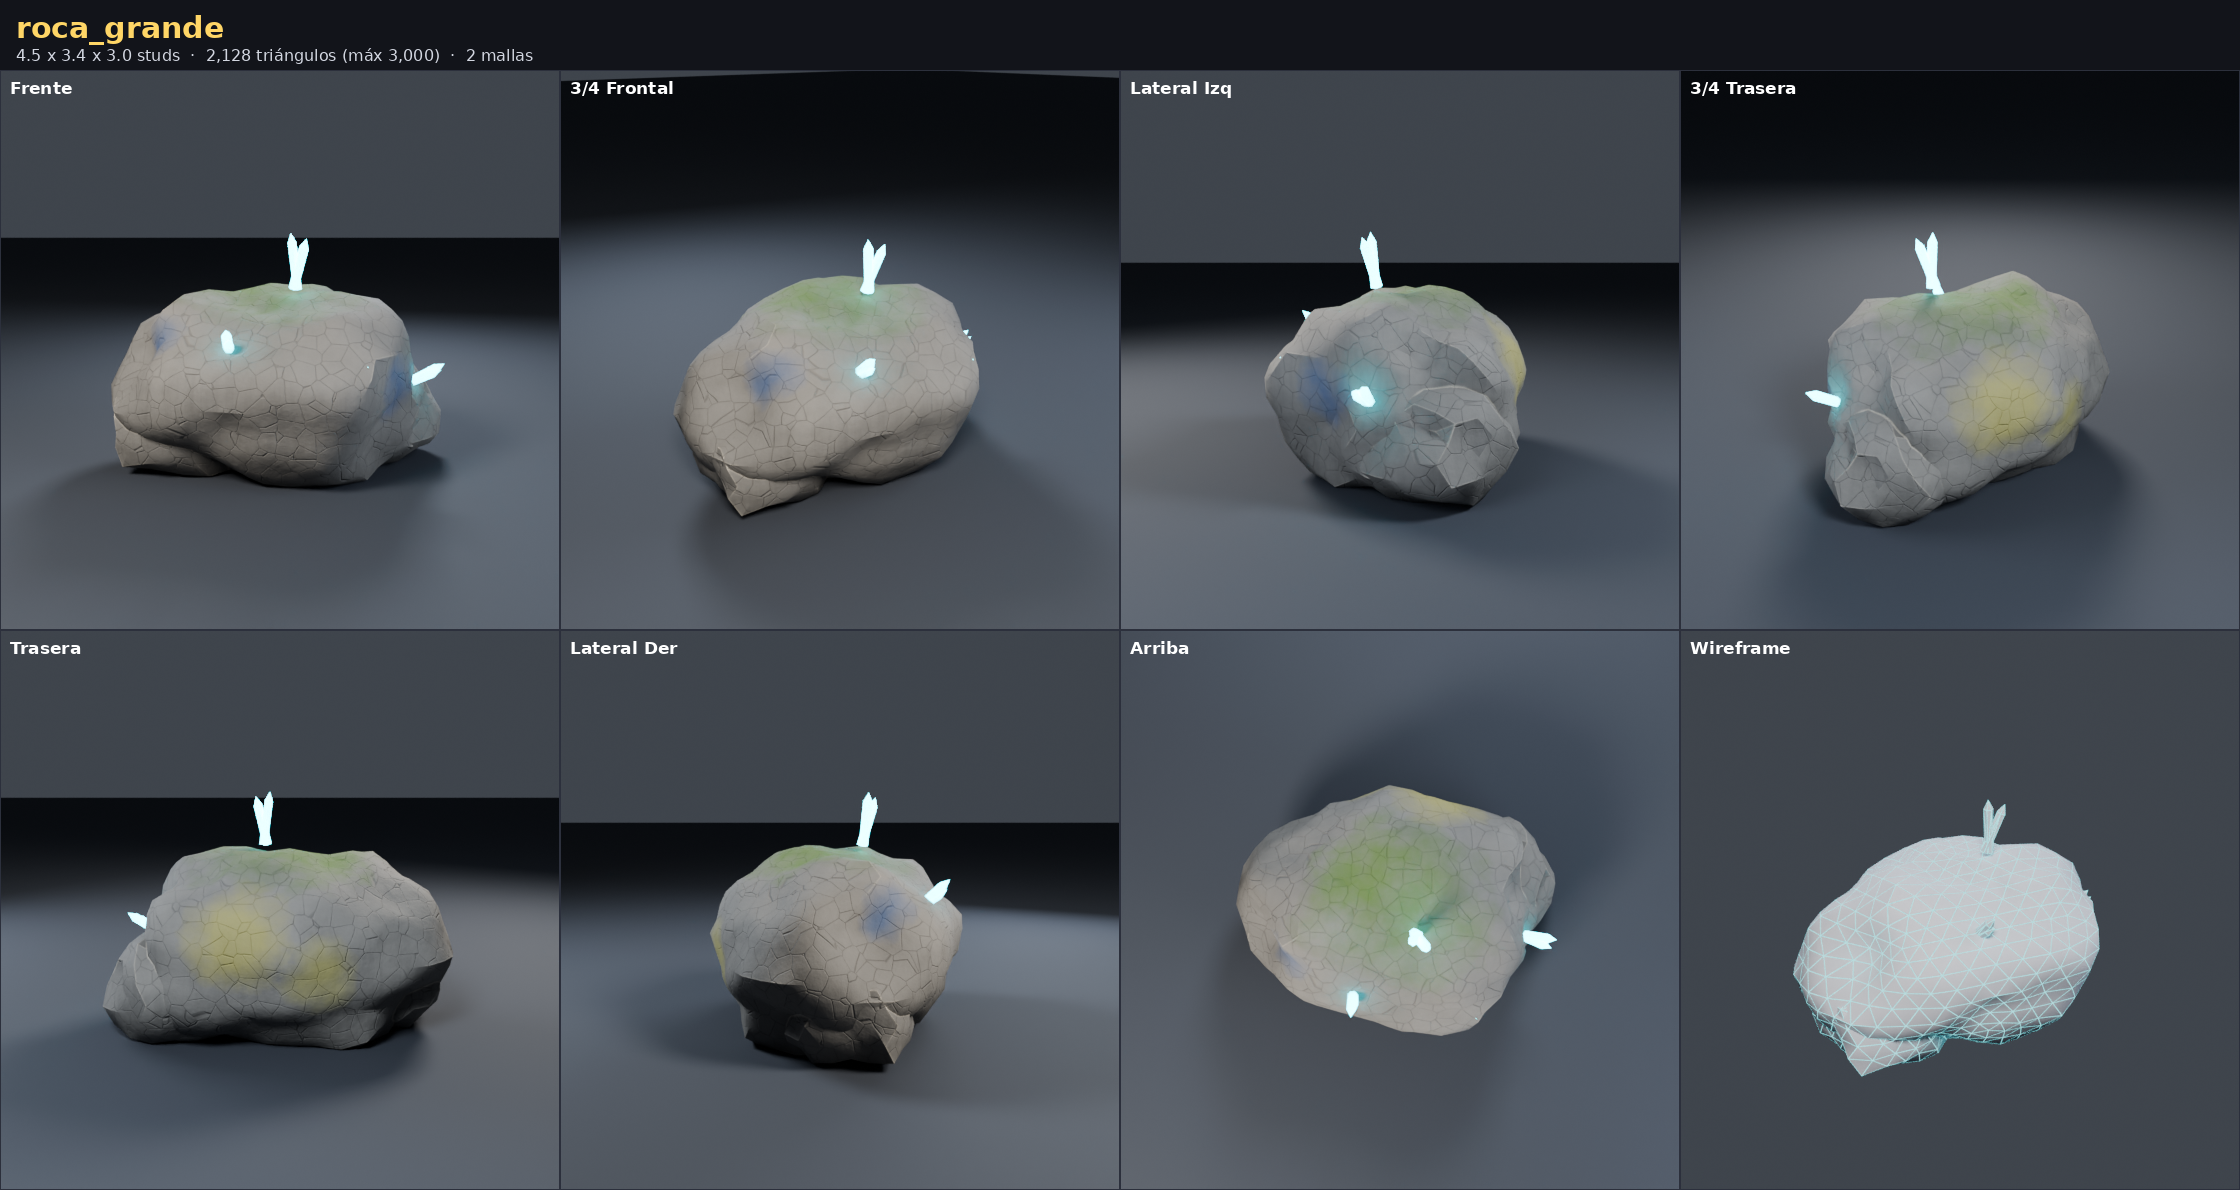 roca_grande
4.5 x 3.4 x 3.0 studs · 2,128 triángulos (máx 3,000) · 2 mallas
Frente
3/4 Frontal
Lateral Izq
3/4 Trasera
Trasera
Lateral Der
Arriba
Wireframe